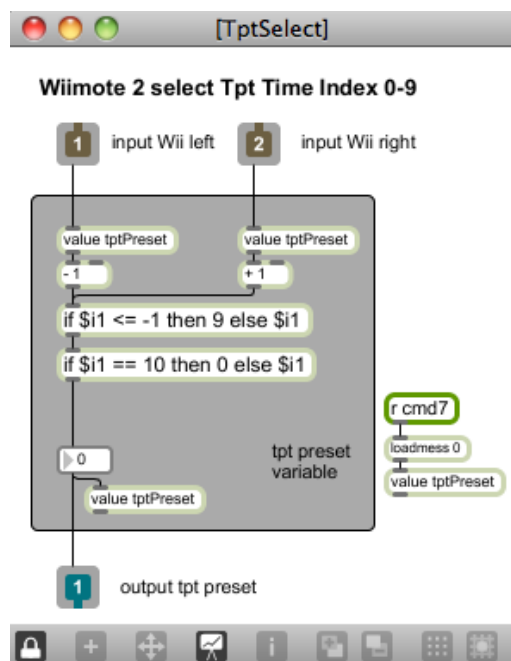 [TptSelect]
Wiimote 2 select Tpt Time Index 0-9
1 input Wii left 2 input Wii right
value tptPreset value tptPreset
- 1 + 1
if $i1 <= -1 then 9 else $i1
if $i1 == 10 then 0 else $i1
r cmd7
loadmess 0
value tptPreset
0
tpt preset
variable
value tptPreset
1 output tpt preset
i